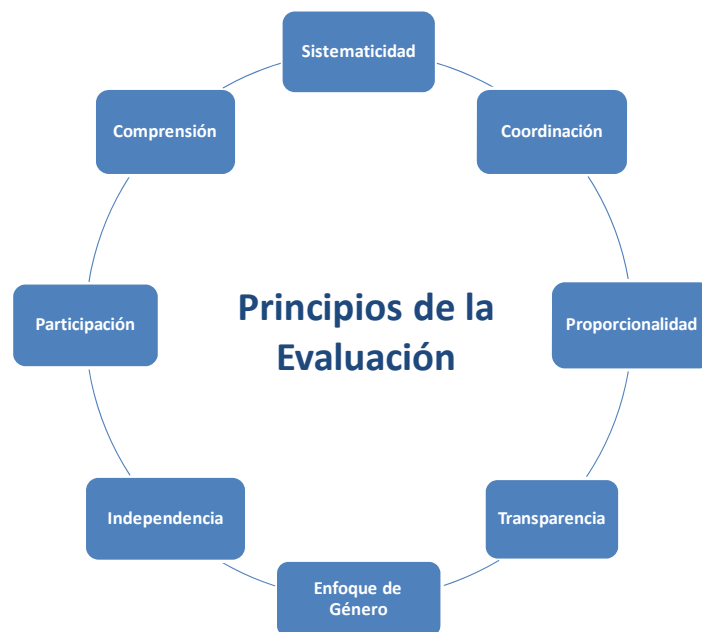 Sistematicidad
Comprensión
Coordinación
Participación
Principios de la
Evaluación
Proporcionalidad
Independencia
Transparencia
Enfoque de
Género